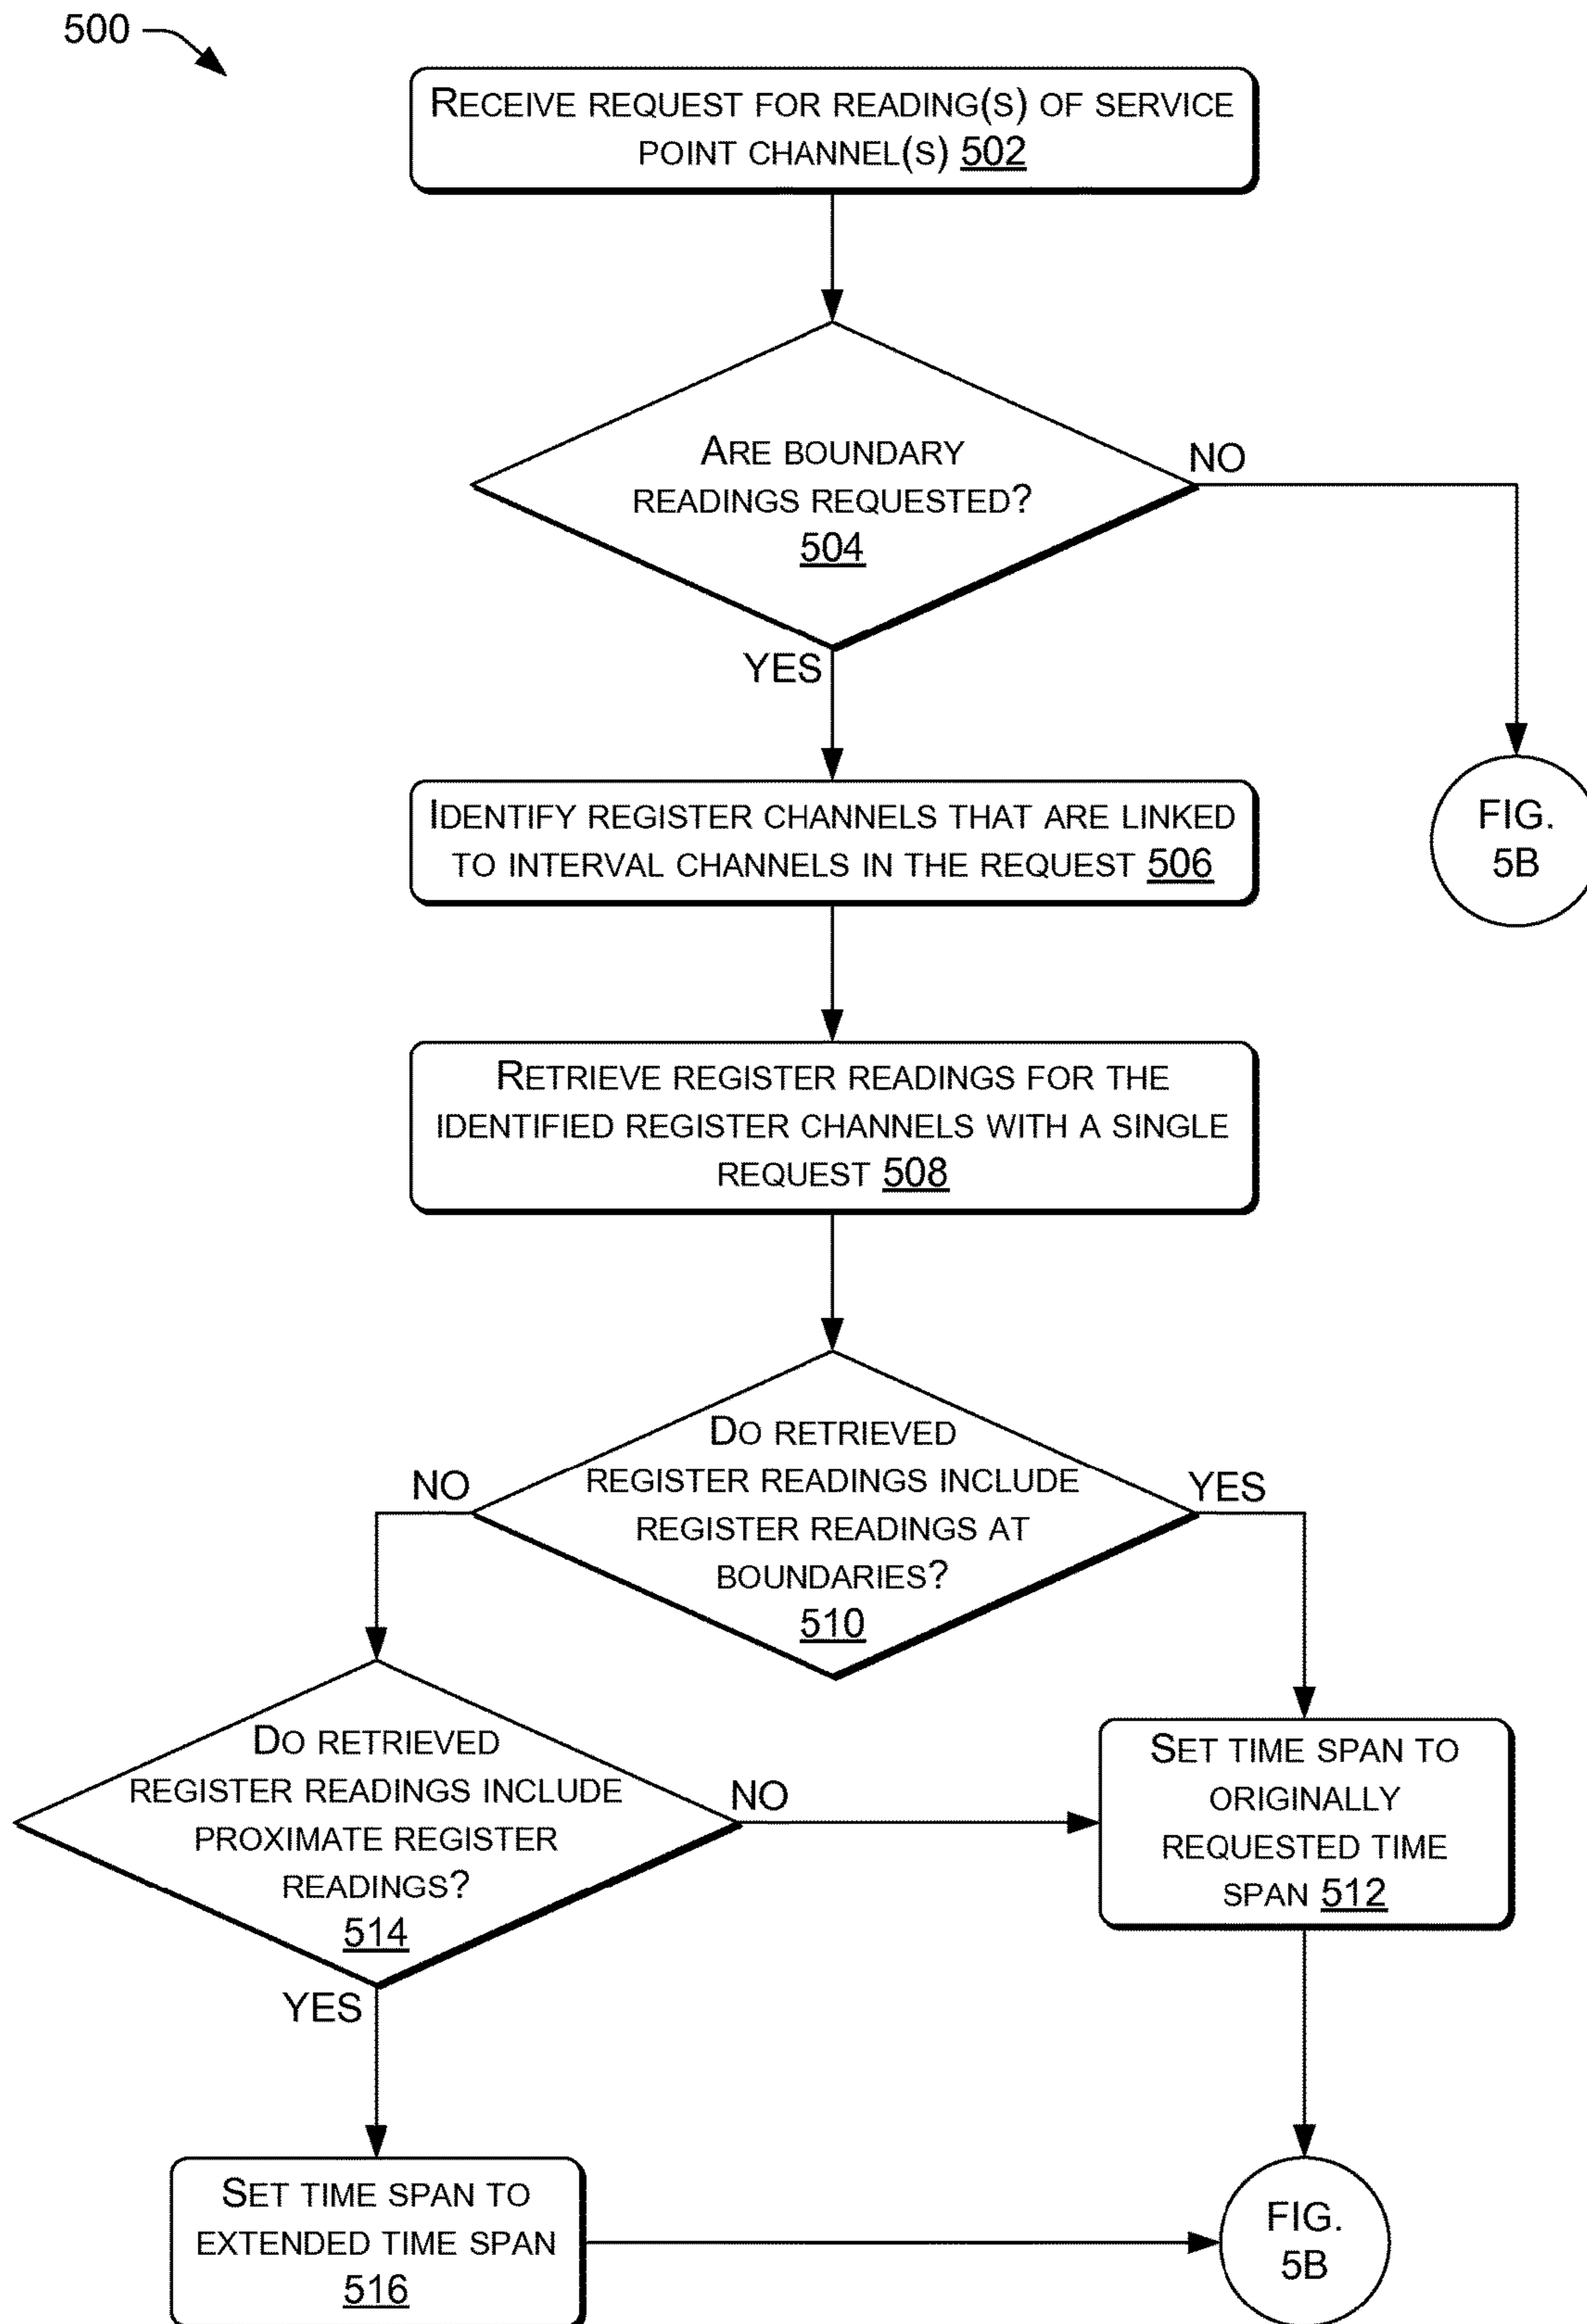 500
RECEIVE REQUEST FOR READING(S) OF SERVICE
POINT CHANNEL(S) 502
ARE BOUNDARY
READINGS REQUESTED?
504
NO
YES
FIG.
5B
IDENTIFY REGISTER CHANNELS THAT ARE LINKED
TO INTERVAL CHANNELS IN THE REQUEST 506
RETRIEVE REGISTER READINGS FOR THE
IDENTIFIED REGISTER CHANNELS WITH A SINGLE
REQUEST 508
DO RETRIEVED
REGISTER READINGS INCLUDE
REGISTER READINGS AT
BOUNDARIES?
510
NO
YES
DO RETRIEVED
REGISTER READINGS INCLUDE
PROXIMATE REGISTER
READINGS?
514
NO
YES
SET TIME SPAN TO
ORIGINALLY
REQUESTED TIME
SPAN 512
SET TIME SPAN TO
EXTENDED TIME SPAN
516
FIG.
5B